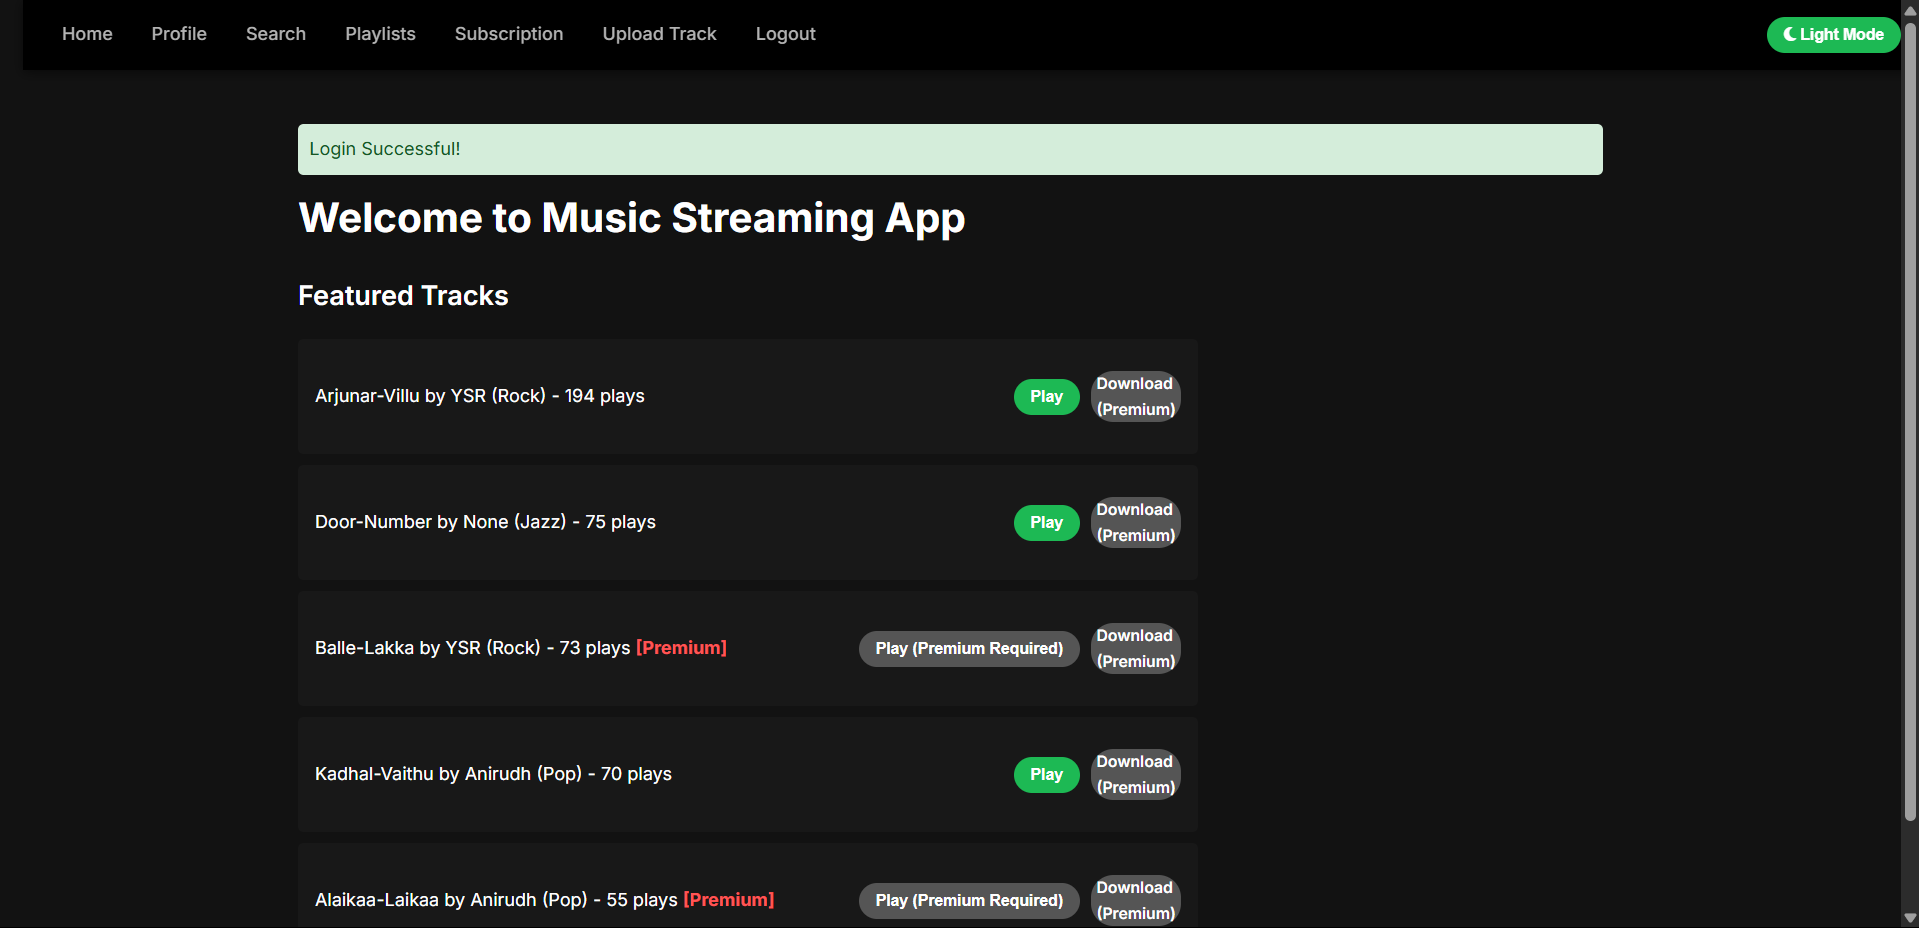 Home Profile Search Playlists Subscription Upload Track Logout Light Mode
Login Successful!
Welcome to Music Streaming App
Featured Tracks
Arjunar-Villu by YSR (Rock) - 194 plays Play Download (Premium)
Door-Number by None (Jazz) - 75 plays Play Download (Premium)
Balle-Lakka by YSR (Rock) - 73 plays [Premium] Play (Premium Required) Download (Premium)
Kadhal-Vaithu by Anirudh (Pop) - 70 plays Play Download (Premium)
Alaikaa-Laikaa by Anirudh (Pop) - 55 plays [Premium] Play (Premium Required) Download (Premium)